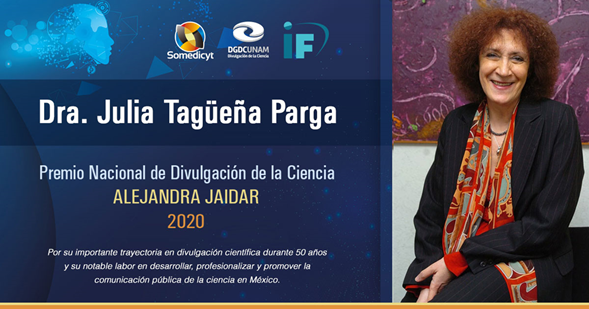 Somedicyt
DGDCUNAM
Divulgación de la Ciencia
iF
Dra. Julia Tagüeña Parga
Premio Nacional de Divulgación de la Ciencia
ALEJANDRA JAIDAR
2020
Por su importante trayectoria en divulgación científica durante 50 años
y su notable labor en desarrollar, profesionalizar y promover la
comunicación pública de la ciencia en México.